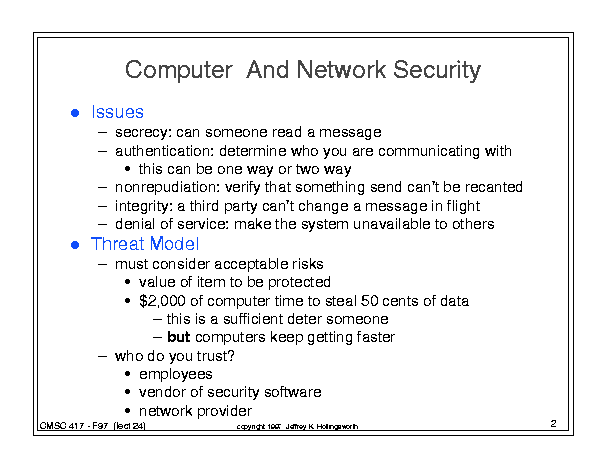 Computer And Network Security
● Issues
– secrecy: can someone read a message
– authentication: determine who you are communicating with
• this can be one way or two way
– nonrepudiation: verify that something send can't be recanted
– integrity: a third party can't change a message in flight
– denial of service: make the system unavailable to others
● Threat Model
– must consider acceptable risks
• value of item to be protected
• $2,000 of computer time to steal 50 cents of data
– this is a sufficient deter someone
– but computers keep getting faster
– who do you trust?
• employees
• vendor of security software
• network provider
CMSC 417 - F97 (lect 24) copyright 1997 Jeffrey K. Hollingsworth 2